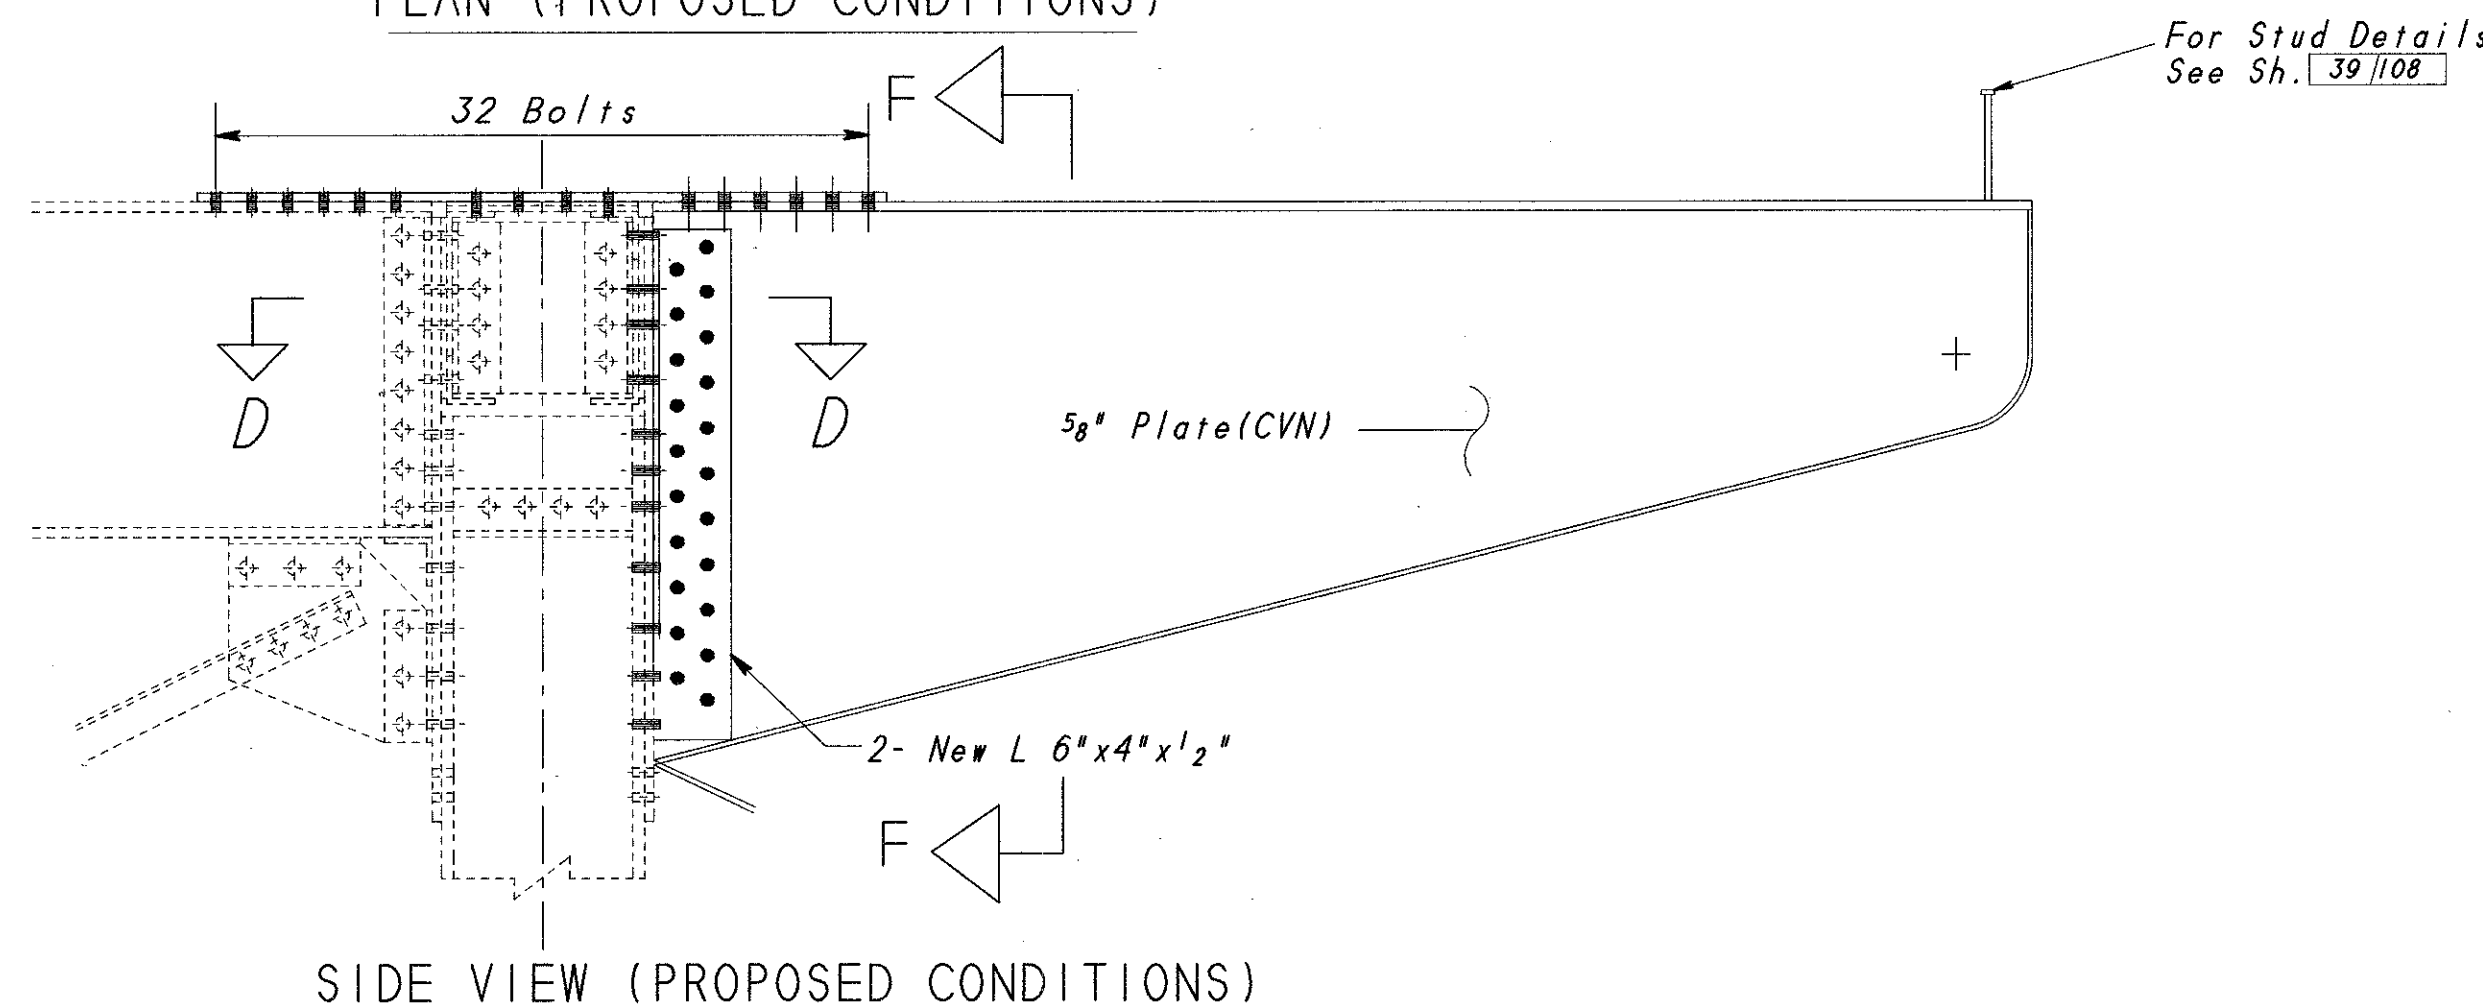 PLAN (PROPOSED CONDITIONS)
For Stud Details
See Sh. 39/108
32 Bolts
F
D
D
5/8" Plate(CVN)
2- New L 6"x4"x1/2"
F
SIDE VIEW (PROPOSED CONDITIONS)